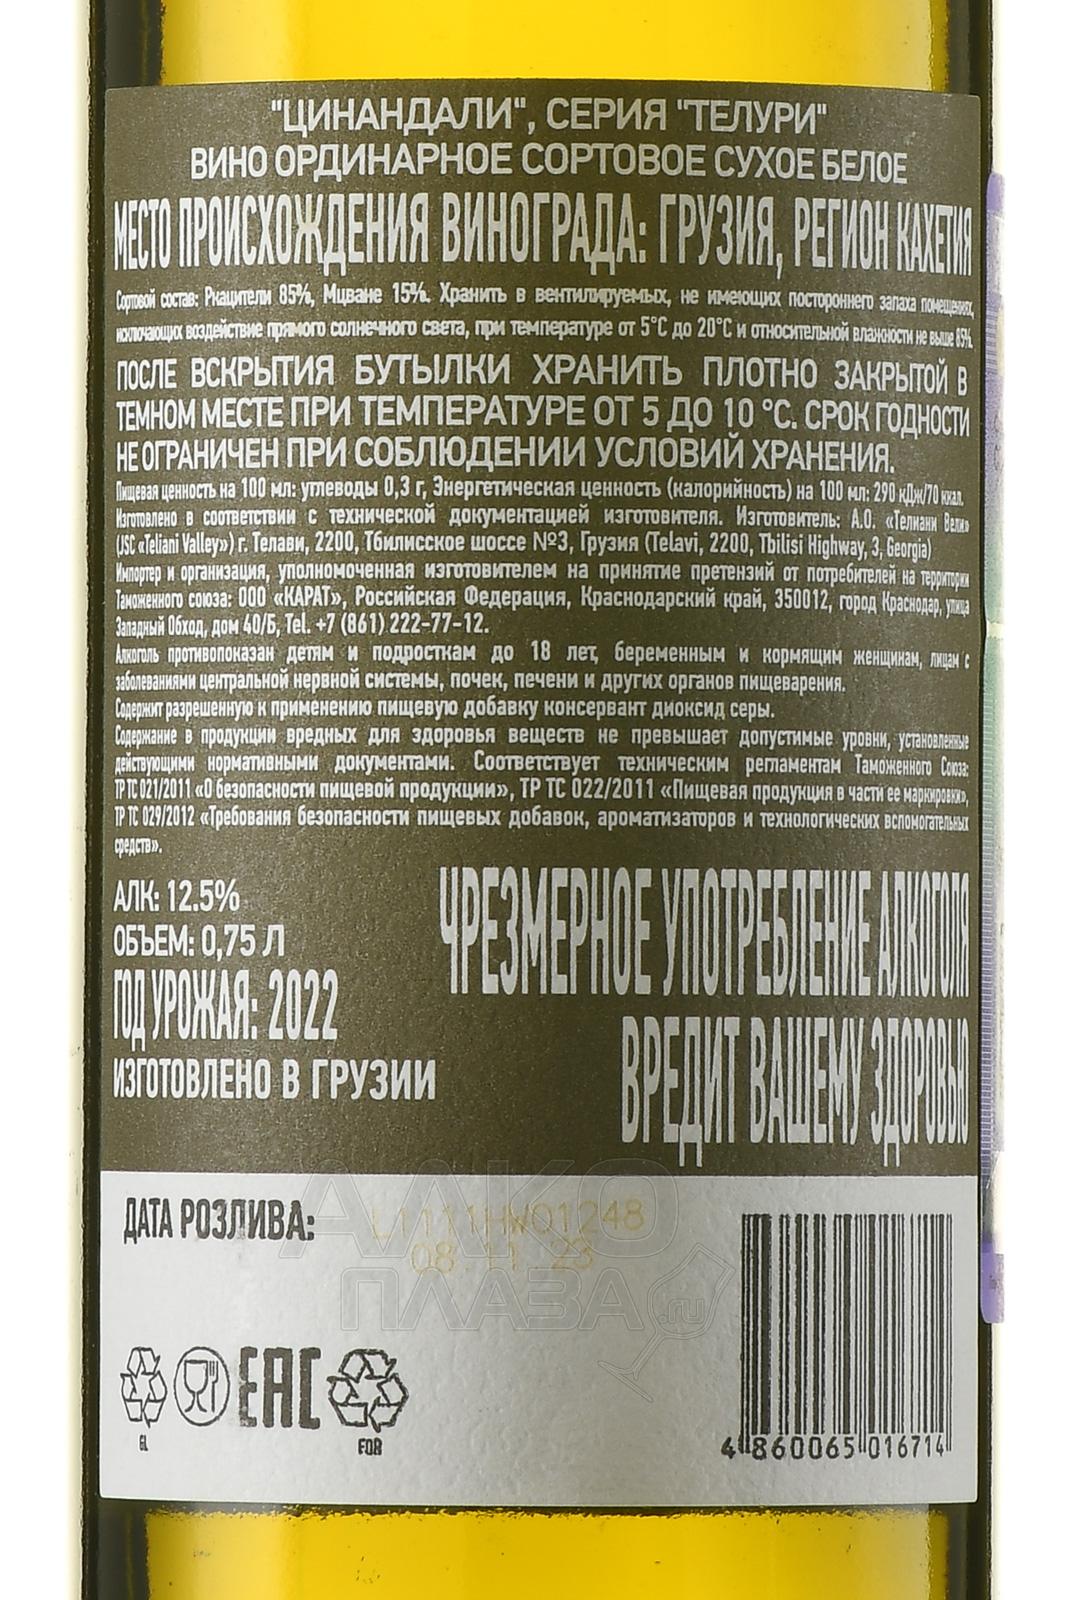 "ЦИНАНДАЛИ", СЕРИЯ "ТЕЛУРИ"
ВИНО ОРДИНАРНОЕ СОРТОВОЕ СУХОЕ БЕЛОЕ
МЕСТО ПРОИСХОЖДЕНИЯ ВИНОГРАДА: ГРУЗИЯ, РЕГИОН КАХЕТИЯ
Сортовой состав: Ркацители 85%, Мцване 15%. Хранить в вентилируемых, не имеющих постороннего запаха помещениях,
исключающих воздействие прямого солнечного света, при температуре от 5°С до 20°С и относительной влажности не выше 85%.
ПОСЛЕ ВСКРЫТИЯ БУТЫЛКИ ХРАНИТЬ ПЛОТНО ЗАКРЫТОЙ В
ТЕМНОМ МЕСТЕ ПРИ ТЕМПЕРАТУРЕ ОТ 5 ДО 10 °С. СРОК ГОДНОСТИ
НЕ ОГРАНИЧЕН ПРИ СОБЛЮДЕНИИ УСЛОВИЙ ХРАНЕНИЯ.
Пищевая ценность на 100 мл: углеводы 0,3 г, Энергетическая ценность (калорийность) на 100 мл: 290 кДж/70 ккал.
Изготовлено в соответствии с технической документацией изготовителя. Изготовитель: А.О. «Телиани Вели»
(JSC «Teliani Valley») г. Телави, 2200, Тбилисское шоссе №3, Грузия (Telavi, 2200, Tbilisi Highway, 3, Georgia)
Импортер и организация, уполномоченная изготовителем на принятие претензий от потребителей на территории
Таможенного союза: ООО «КАРАТ», Российская Федерация, Краснодарский край, 350012, город Краснодар, улица
Западный Обход, дом 40/Б, Tel. +7 (861) 222-77-12.
Алкоголь противопоказан детям и подросткам до 18 лет, беременным и кормящим женщинам, лицам с
заболеваниями центральной нервной системы, почек, печени и других органов пищеварения.
Содержит разрешенную к применению пищевую добавку консервант диоксид серы.
Содержание в продукции вредных для здоровья веществ не превышает допустимые уровни, установленные
действующими нормативными документами. Соответствует техническим регламентам Таможенного Союза:
ТР ТС 021/2011 «О безопасности пищевой продукции», ТР ТС 022/2011 «Пищевая продукция в части ее маркировки»,
ТР ТС 029/2012 «Требования безопасности пищевых добавок, ароматизаторов и технологических вспомогательных
средств».
АЛК: 12.5%
ОБЪЕМ: 0,75 Л
ГОД УРОЖАЯ: 2022
ИЗГОТОВЛЕНО В ГРУЗИИ
ЧРЕЗМЕРНОЕ УПОТРЕБЛЕНИЕ АЛКОГОЛЯ
ВРЕДИТ ВАШЕМУ ЗДОРОВЬЮ
ДАТА РОЗЛИВА:
L1111HW01248
08.11.23
АЛКО
ПЛАЗА.ru
GL
EAC
FOR
4 860065 016714